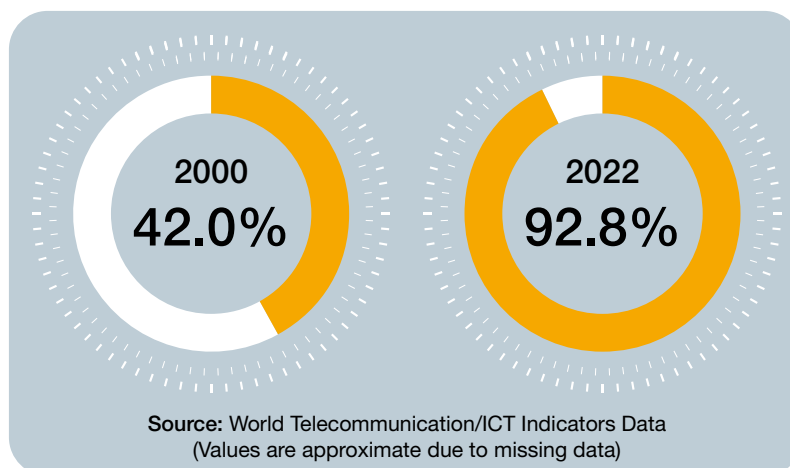 2000
42.0%
2022
92.8%
Source: World Telecommunication/ICT Indicators Data
(Values are approximate due to missing data)